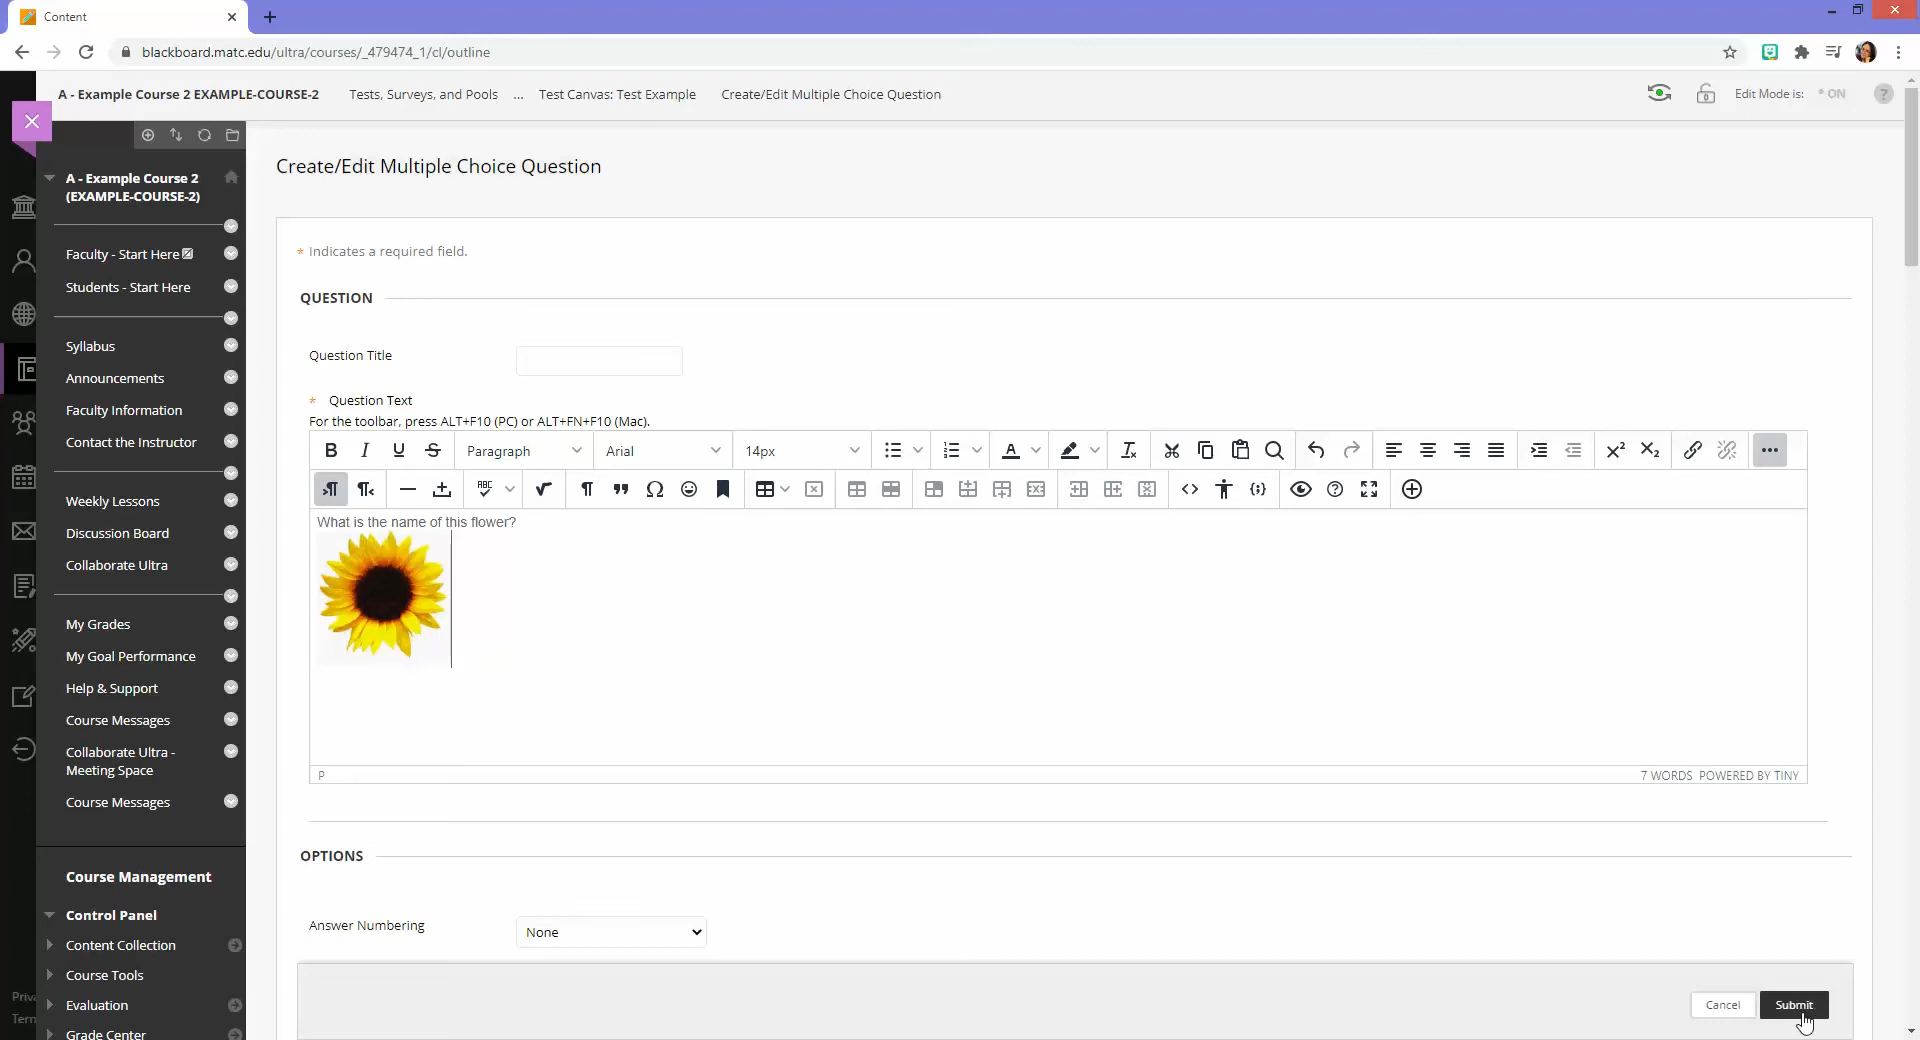 Content
blackboard.matc.edu/ultra/courses/_479474_1/cl/outline
A - Example Course 2 EXAMPLE-COURSE-2 Tests, Surveys, and Pools ... Test Canvas: Test Example Create/Edit Multiple Choice Question Edit Mode is: ON ?
A - Example Course 2
(EXAMPLE-COURSE-2)
Faculty - Start Here
Students - Start Here
Syllabus
Announcements
Faculty Information
Contact the Instructor
Weekly Lessons
Discussion Board
Collaborate Ultra
My Grades
My Goal Performance
Help & Support
Course Messages
Collaborate Ultra -
Meeting Space
Course Messages
Course Management
Control Panel
Content Collection
Course Tools
Evaluation
Grade Center
Priva
Term
Create/Edit Multiple Choice Question
* Indicates a required field.
QUESTION
Question Title
* Question Text
For the toolbar, press ALT+F10 (PC) or ALT+FN+F10 (Mac).
B I U S Paragraph Arial 14px
What is the name of this flower?
P 7 WORDS POWERED BY TINY
OPTIONS
Answer Numbering None
Cancel Submit